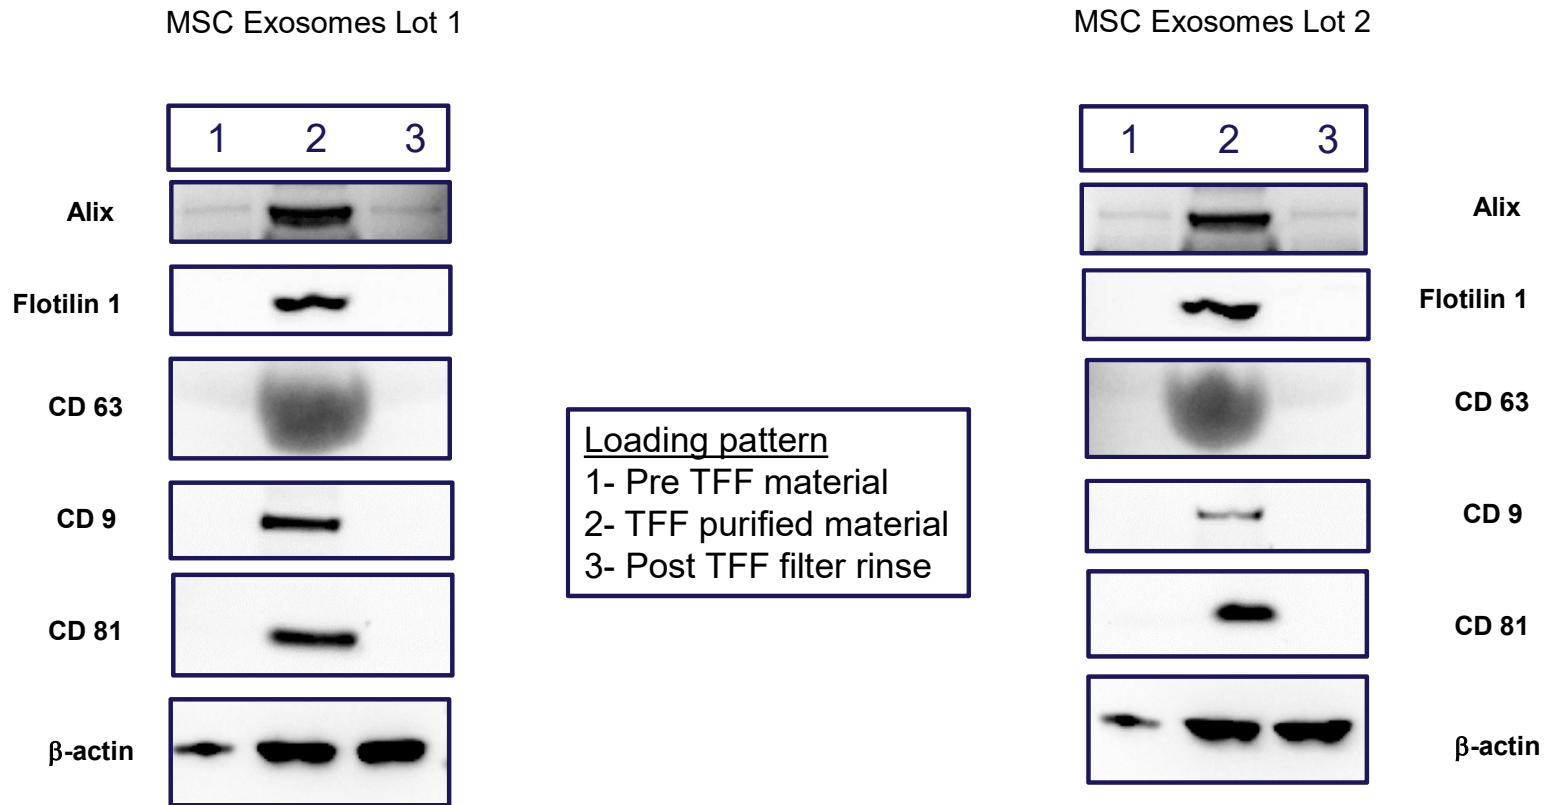 MSC Exosomes Lot 1
1 2 3
Alix
Flotilin 1
CD 63
CD 9
CD 81
β-actin
Loading pattern
1- Pre TFF material
2- TFF purified material
3- Post TFF filter rinse
MSC Exosomes Lot 2
1 2 3
Alix
Flotilin 1
CD 63
CD 9
CD 81
β-actin